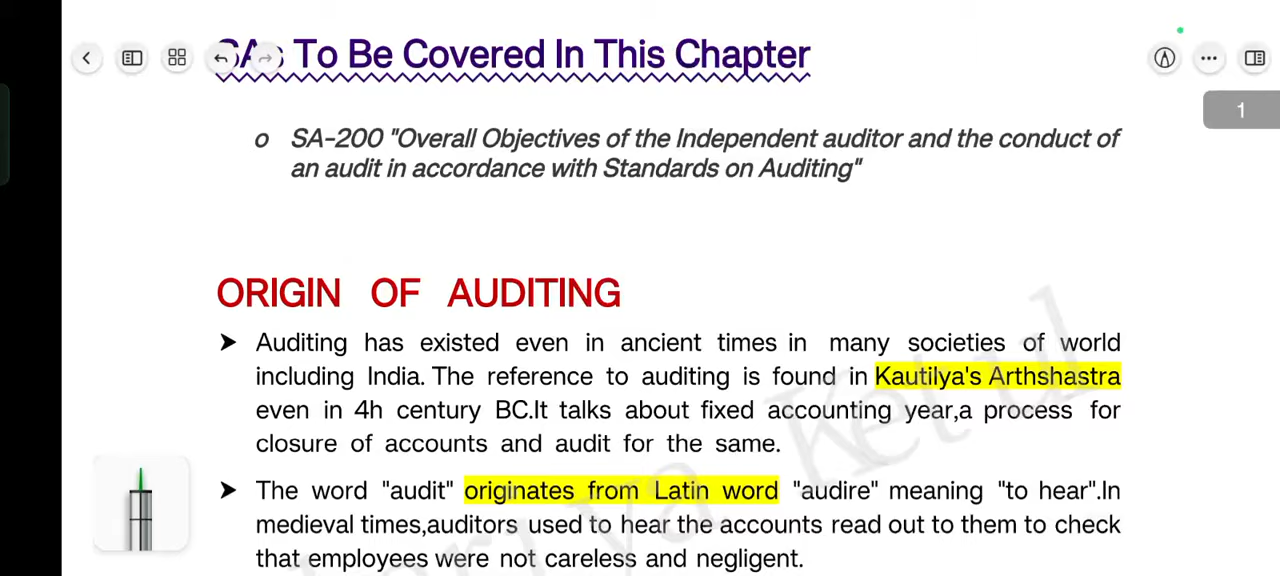 SAs To Be Covered In This Chapter
1
o SA-200 "Overall Objectives of the Independent auditor and the conduct of
an audit in accordance with Standards on Auditing"
ORIGIN OF AUDITING
➤ Auditing has existed even in ancient times in many societies of world
including India. The reference to auditing is found in Kautilya's Arthshastra
even in 4h century BC.It talks about fixed accounting year,a process for
closure of accounts and audit for the same.
➤ The word "audit" originates from Latin word "audire" meaning "to hear".In
medieval times,auditors used to hear the accounts read out to them to check
that employees were not careless and negligent.
Ketul